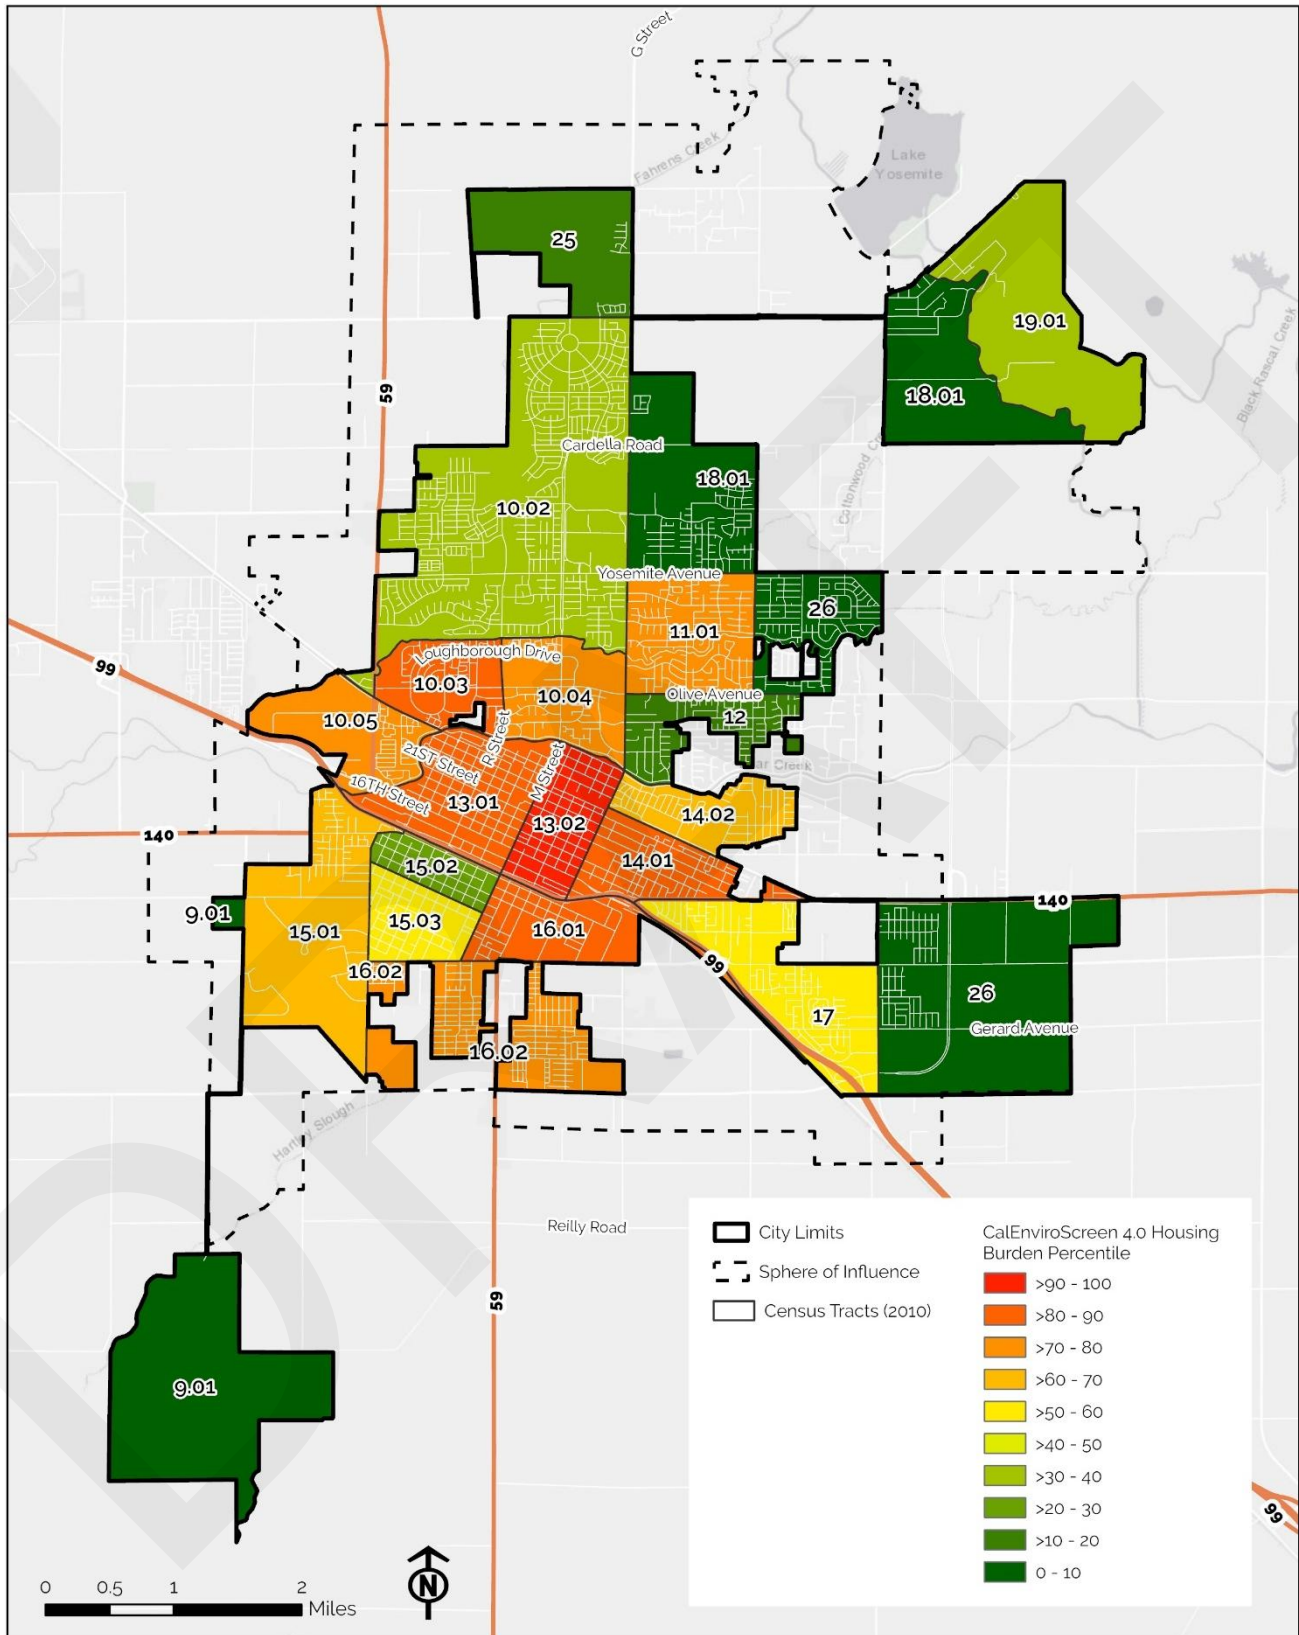 G Street
Fahrens Creek
Lake
Yosemite
25
19.01
59
18.01
Black Rascal Creek
Cardella Road
18.01
10.02
Yosemite Avenue
26
11.01
Loughborough Drive
99
10.03
10.04
Olive Avenue
12
10.05
R Street
21ST Street
M Street
16TH Street
13.01
14.02
13.02
140
14.01
15.02
140
9.01
15.03
16.01
15.01
16.02
99
26
17
Gerard Avenue
16.02
Hartley Slough
Reilly Road
City Limits
Sphere of Influence
Census Tracts (2010)
CalEnviroScreen 4.0 Housing
Burden Percentile
>90 - 100
>80 - 90
>70 - 80
>60 - 70
>50 - 60
>40 - 50
>30 - 40
>20 - 30
>10 - 20
0 - 10
59
9.01
99
0 0.5 1 2
Miles
N
DRAFT